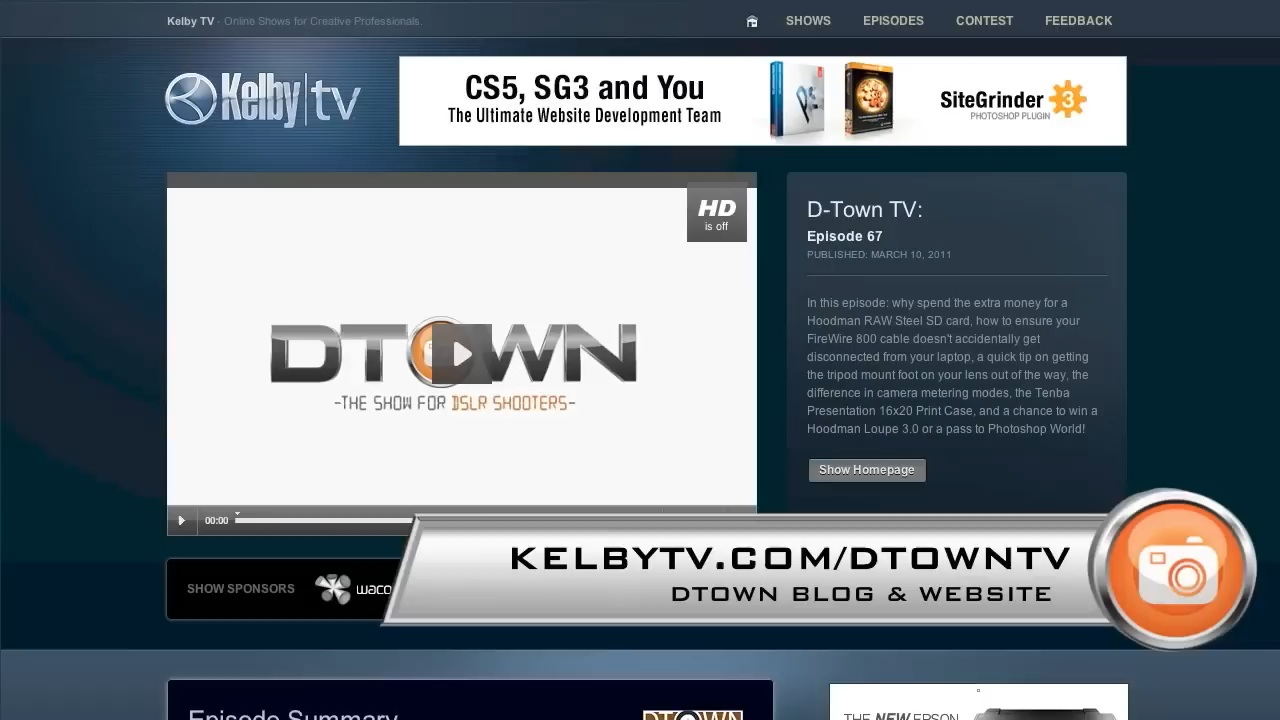 Kelby TV - Online Shows for Creative Professionals.
SHOWS EPISODES CONTEST FEEDBACK
Kelby tv
CS5, SG3 and You
The Ultimate Website Development Team
SiteGrinder 3
PHOTOSHOP PLUGIN
HD
is off
DTOWN
-THE SHOW FOR DSLR SHOOTERS-
00:00
D-Town TV:
Episode 67
PUBLISHED: MARCH 10, 2011
In this episode: why spend the extra money for a
Hoodman RAW Steel SD card, how to ensure your
FireWire 800 cable doesn't accidentally get
disconnected from your laptop, a quick tip on getting
the tripod mount foot on your lens out of the way, the
difference in camera metering modes, the Tenba
Presentation 16x20 Print Case, and a chance to win a
Hoodman Loupe 3.0 or a pass to Photoshop World!
Show Homepage
KELBYTV.COM/DTOWNTV
DTOWN BLOG & WEBSITE
SHOW SPONSORS
waco
Episode Summary
DTOWN
THE NEW EPSON